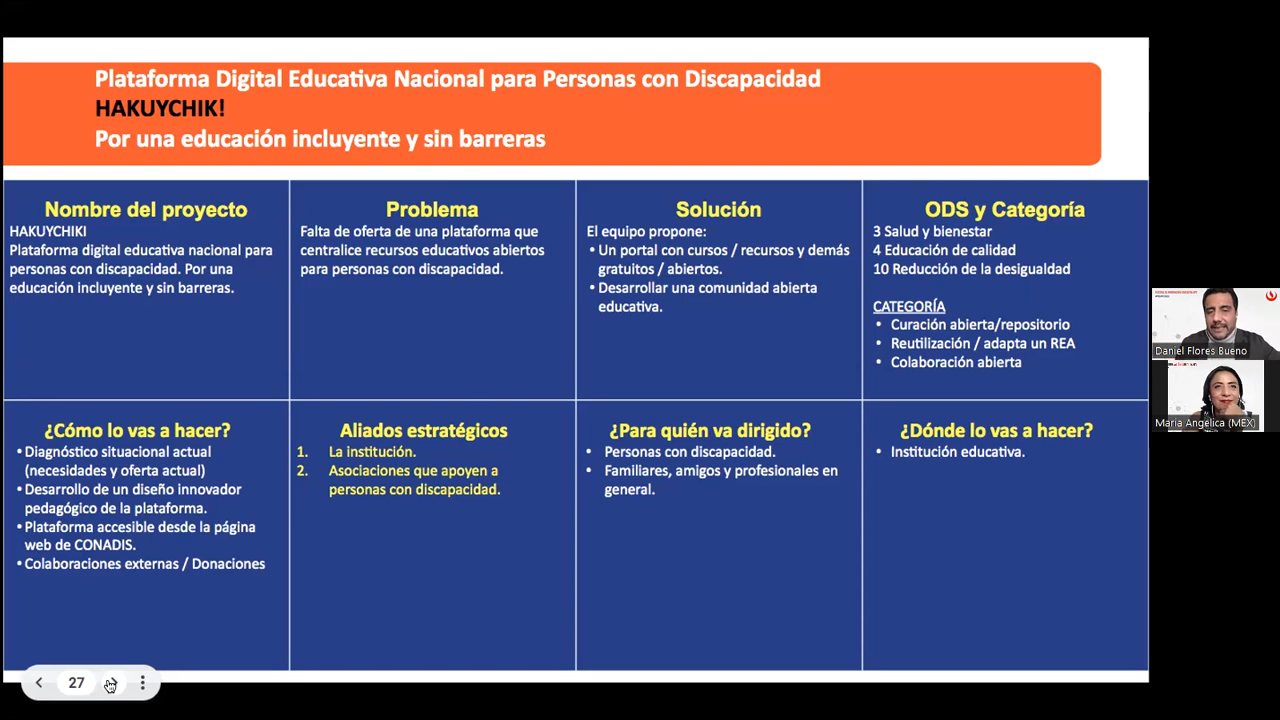 Plataforma Digital Educativa Nacional para Personas con Discapacidad
HAKUYCHIK!
Por una educación incluyente y sin barreras
Nombre del proyecto
HAKUYCHIKI
Plataforma digital educativa nacional para
personas con discapacidad. Por una
educación incluyente y sin barreras.
Problema
Falta de oferta de una plataforma que
centralice recursos educativos abiertos
para personas con discapacidad.
Solución
El equipo propone:
• Un portal con cursos / recursos y demás
gratuitos / abiertos.
• Desarrollar una comunidad abierta
educativa.
ODS y Categoría
3 Salud y bienestar
4 Educación de calidad
10 Reducción de la desigualdad
CATEGORÍA
• Curación abierta/repositorio
• Reutilización / adapta un REA
• Colaboración abierta
¿Cómo lo vas a hacer?
• Diagnóstico situacional actual
(necesidades y oferta actual)
• Desarrollo de un diseño innovador
pedagógico de la plataforma.
• Plataforma accesible desde la página
web de CONADIS.
• Colaboraciones externas / Donaciones
Aliados estratégicos
1. La institución.
2. Asociaciones que apoyen a
personas con discapacidad.
¿Para quién va dirigido?
• Personas con discapacidad.
• Familiares, amigos y profesionales en
general.
¿Dónde lo vas a hacer?
• Institución educativa.
Daniel Flores Bueno
Maria Angélica (MEX)
27